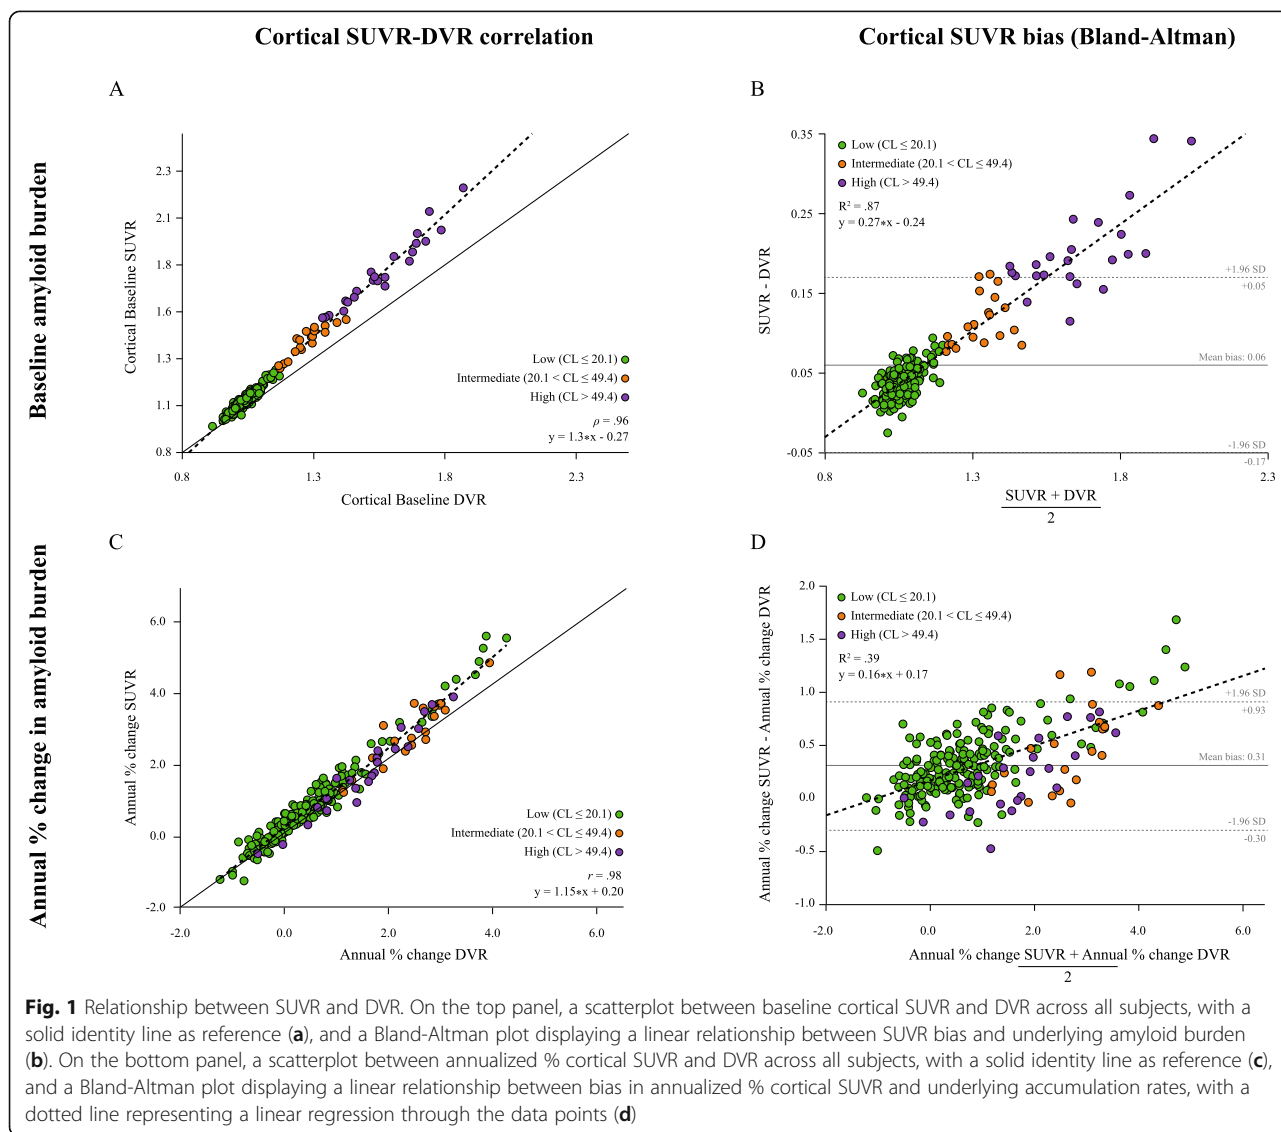 Cortical SUVR-DVR correlation
Cortical SUVR bias (Bland-Altman)
Baseline amyloid burden
Annual % change in amyloid burden
A
Cortical Baseline SUVR
2.3
2.1
1.8
1.6
1.3
1.1
0.8
Low (CL ≤ 20.1)
Intermediate (20.1 < CL ≤ 49.4)
High (CL > 49.4)
ρ = .96
y = 1.3*x - 0.27
0.8
1.3
1.8
2.3
Cortical Baseline DVR
B
SUVR - DVR
0.35
0.25
0.15
0.05
-0.05
Low (CL ≤ 20.1)
Intermediate (20.1 < CL ≤ 49.4)
High (CL > 49.4)
R² = .87
y = 0.27*x - 0.24
+1.96 SD
+0.05
Mean bias: 0.06
-1.96 SD
-0.17
0.8
1.3
1.8
2.3
SUVR + DVR
2
C
Annual % change SUVR
6.0
4.0
2.0
0.0
-2.0
Low (CL ≤ 20.1)
Intermediate (20.1 < CL ≤ 49.4)
High (CL > 49.4)
r = .98
y = 1.15*x + 0.20
-2.0
0.0
2.0
4.0
6.0
Annual % change DVR
D
Annual % change SUVR - Annual % change DVR
2.0
1.5
1.0
0.5
0.0
-0.5
-1.0
Low (CL ≤ 20.1)
Intermediate (20.1 < CL ≤ 49.4)
High (CL > 49.4)
R² = .39
y = 0.16*x + 0.17
+1.96 SD
+0.93
Mean bias: 0.31
-1.96 SD
-0.30
-2.0
0.0
2.0
4.0
6.0
Annual % change SUVR + Annual % change DVR
2
Fig. 1 Relationship between SUVR and DVR. On the top panel, a scatterplot between baseline cortical SUVR and DVR across all subjects, with a
solid identity line as reference (a), and a Bland-Altman plot displaying a linear relationship between SUVR bias and underlying amyloid burden
(b). On the bottom panel, a scatterplot between annualized % cortical SUVR and DVR across all subjects, with a solid identity line as reference (c),
and a Bland-Altman plot displaying a linear relationship between bias in annualized % cortical SUVR and underlying accumulation rates, with a
dotted line representing a linear regression through the data points (d)